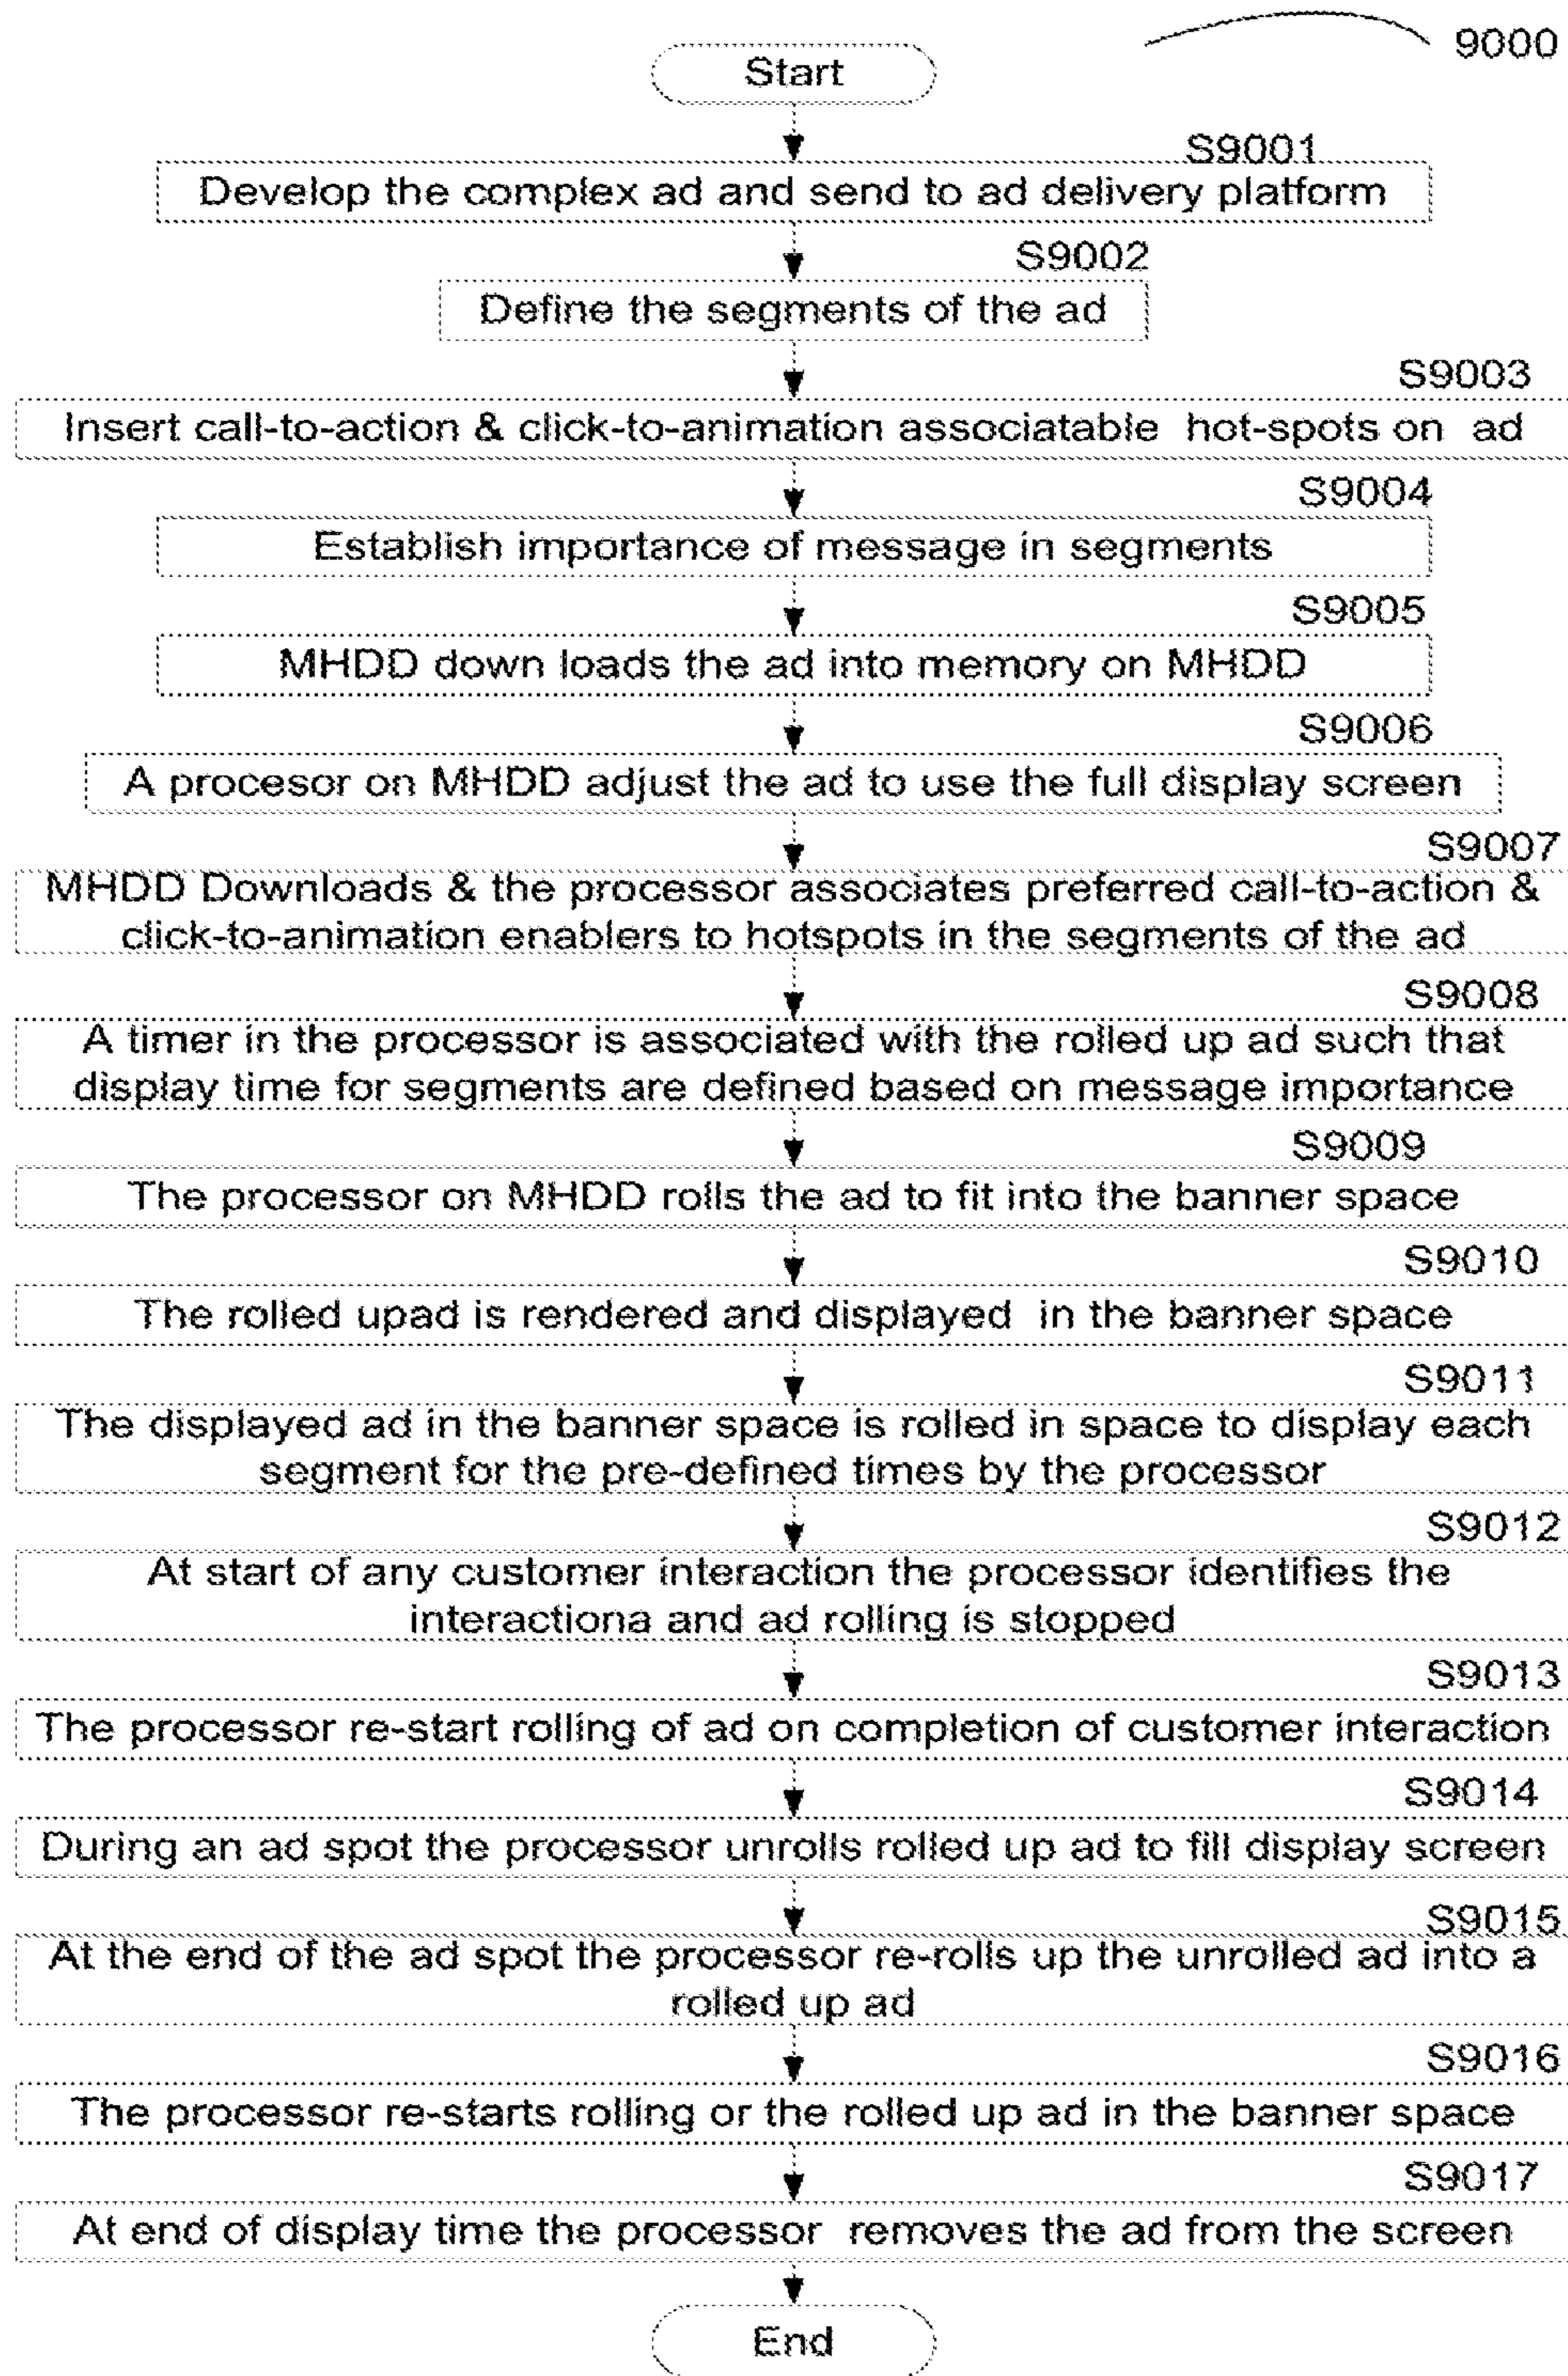 9000
Start
S9001
Develop the complex ad and send to ad delivery platform
S9002
Define the segments of the ad
S9003
Insert call-to-action & click-to-animation associatable hot-spots on ad
S9004
Establish importance of message in segments
S9005
MHDD down loads the ad into memory on MHDD
S9006
A procesor on MHDD adjust the ad to use the full display screen
S9007
MHDD Downloads & the processor associates preferred call-to-action &
click-to-animation enablers to hotspots in the segments of the ad
S9008
A timer in the processor is associated with the rolled up ad such that
display time for segments are defined based on message importance
S9009
The processor on MHDD rolls the ad to fit into the banner space
S9010
The rolled upad is rendered and displayed in the banner space
S9011
The displayed ad in the banner space is rolled in space to display each
segment for the pre-defined times by the processor
S9012
At start of any customer interaction the processor identifies the
interactiona and ad rolling is stopped
S9013
The processor re-start rolling of ad on completion of customer interaction
S9014
During an ad spot the processor unrolls rolled up ad to fill display screen
S9015
At the end of the ad spot the processor re-rolls up the unrolled ad into a
rolled up ad
S9016
The processor re-starts rolling or the rolled up ad in the banner space
S9017
At end of display time the processor removes the ad from the screen
End